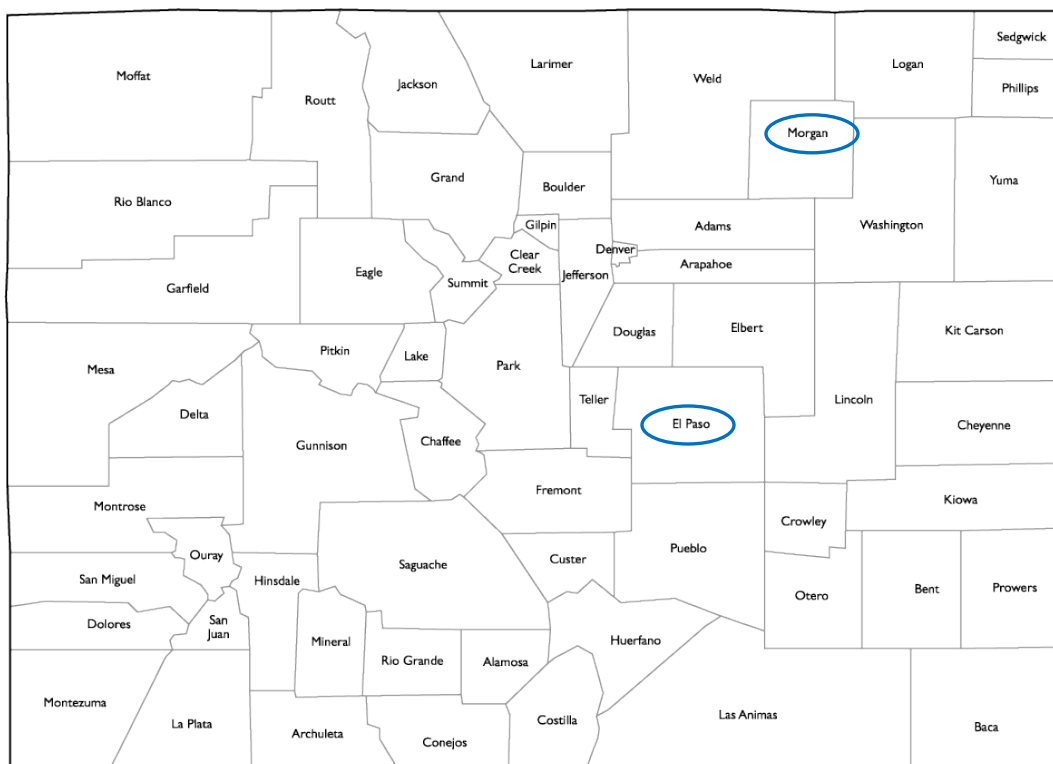 Sedgwick
Logan
Larimer
Moffat
Weld
Jackson
Phillips
Routt
Morgan
Grand
Yuma
Boulder
Rio Blanco
Gilpin
Adams
Washington
Denver
Clear
Creek
Arapahoe
Eagle
Jefferson
Summit
Garfield
Elbert
Kit Carson
Douglas
Pitkin
Lake
Park
Mesa
Teller
Lincoln
Delta
El Paso
Cheyenne
Chaffee
Gunnison
Fremont
Kiowa
Montrose
Crowley
Pueblo
Ouray
Custer
Saguache
San Miguel
Hinsdale
Bent
Prowers
Otero
San
Juan
Dolores
Mineral
Huerfano
Rio Grande
Alamosa
Montezuma
Las Animas
Costilla
La Plata
Baca
Archuleta
Conejos